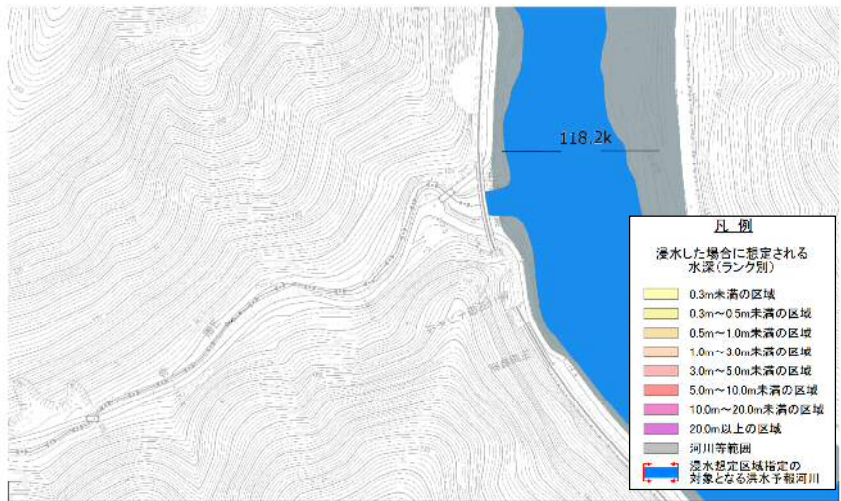 118.2k
凡 例
浸水した場合に想定される
水深(ランク別)
0.3m未満の区域
0.3m～0.5m未満の区域
0.5m～1.0m未満の区域
1.0m～3.0m未満の区域
3.0m～5.0m未満の区域
5.0m～10.0m未満の区域
10.0m～20.0m未満の区域
20.0m以上の区域
河川等範囲
浸水想定区域指定の
対象となる洪水予報河川